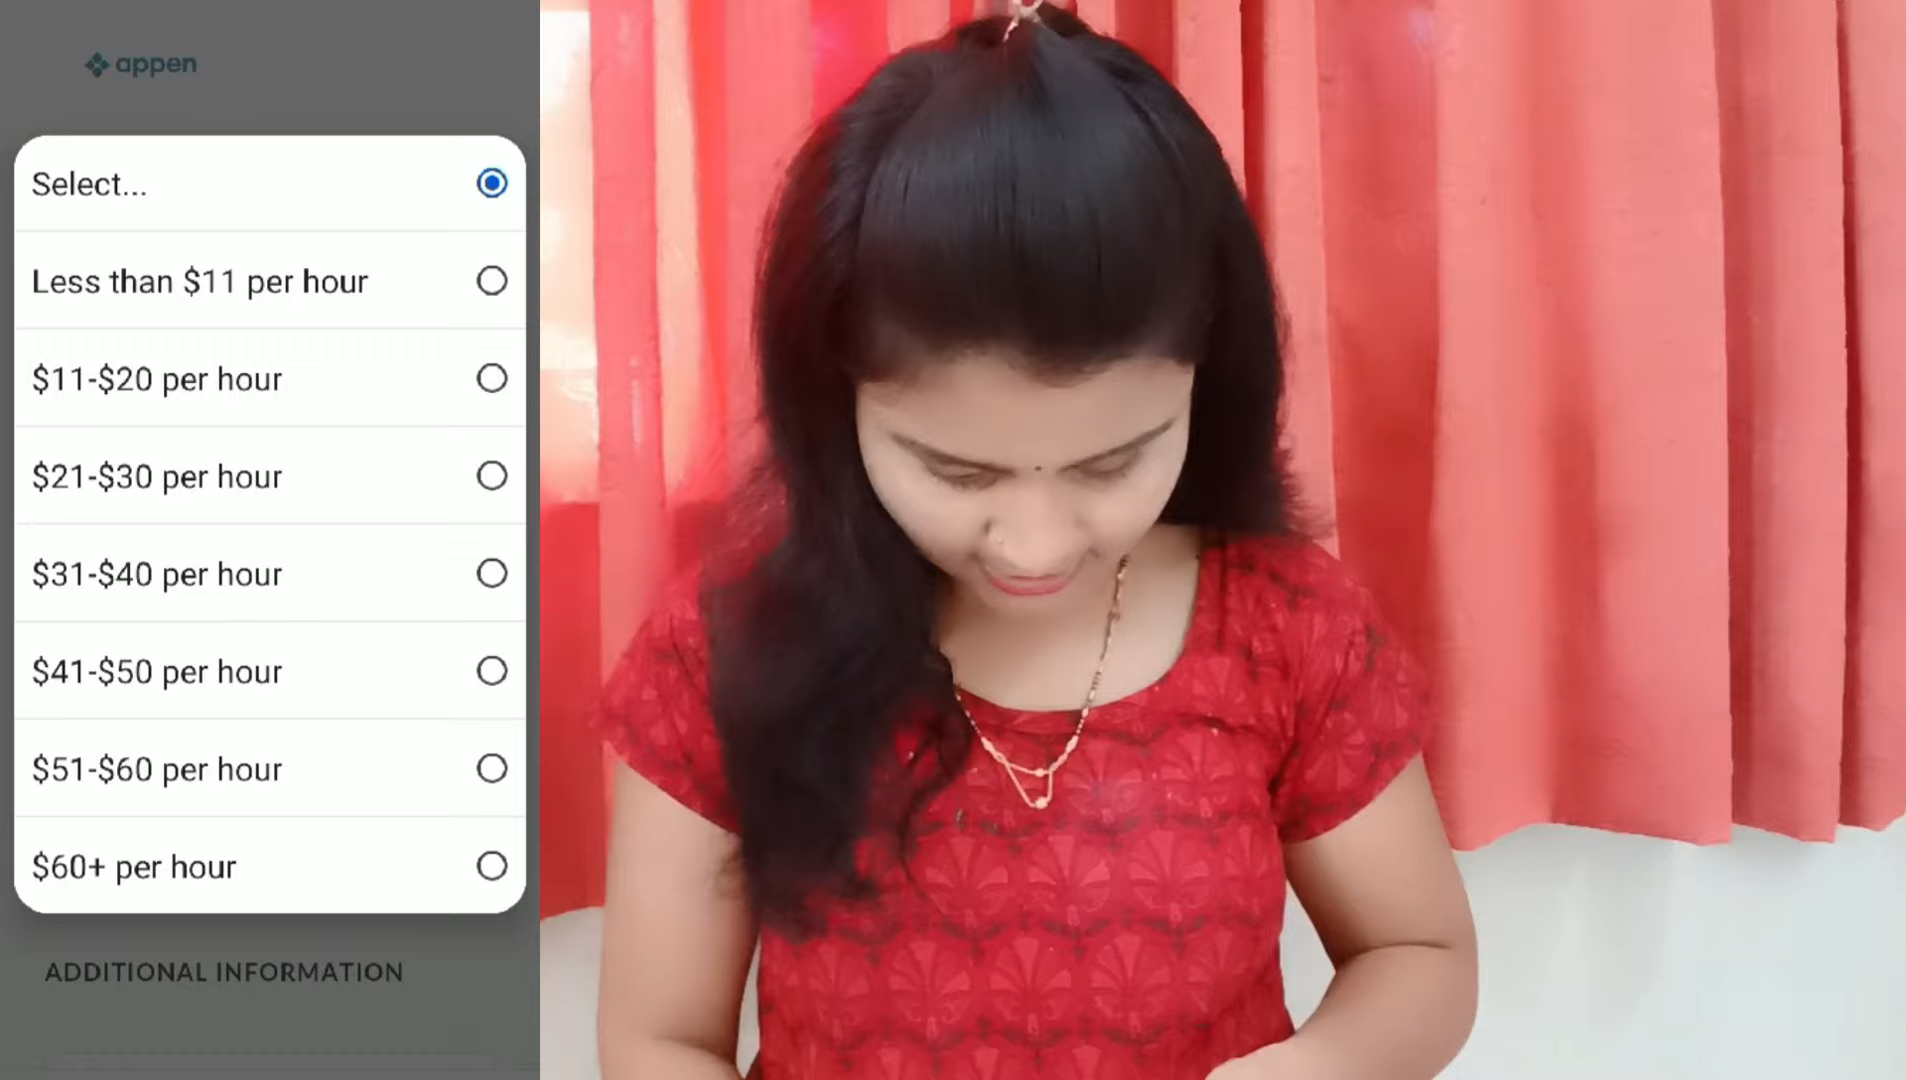 appen
Select...
Less than $11 per hour
$11-$20 per hour
$21-$30 per hour
$31-$40 per hour
$41-$50 per hour
$51-$60 per hour
$60+ per hour
ADDITIONAL INFORMATION